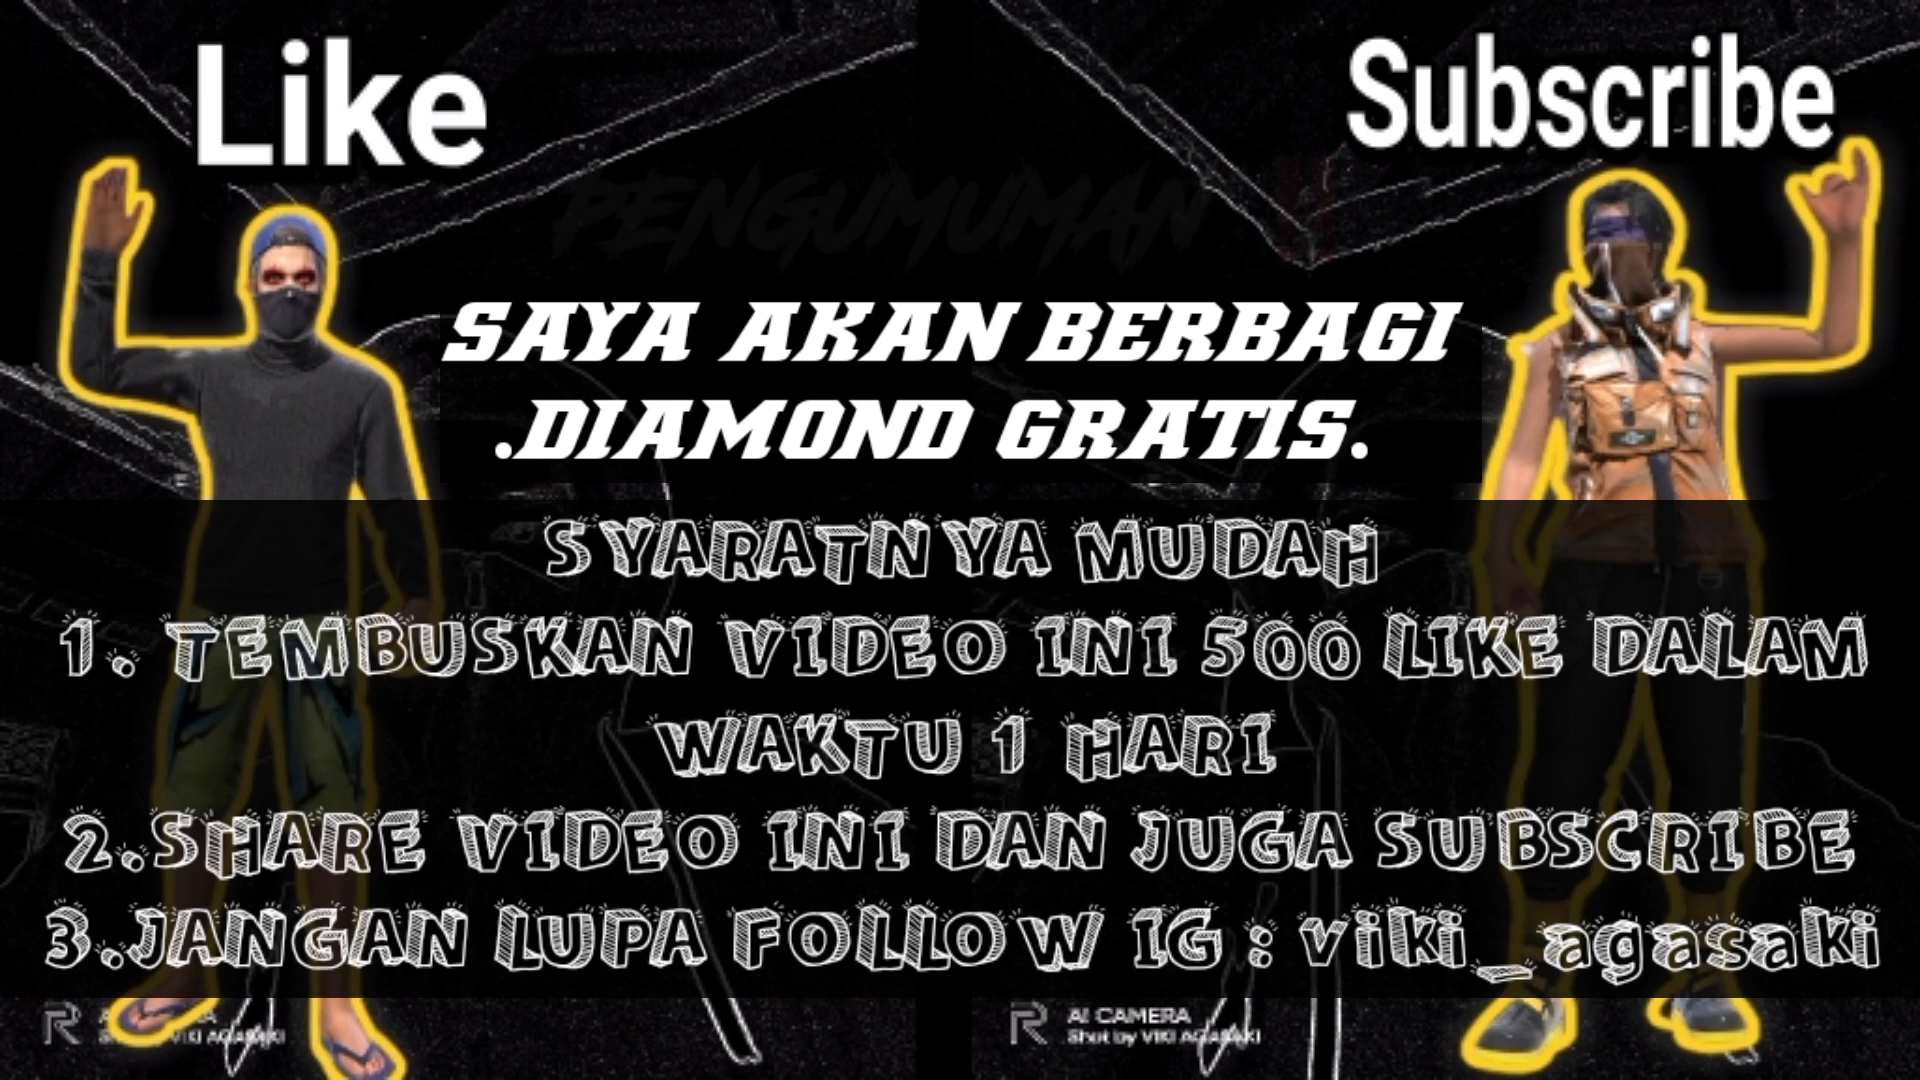 Like
Subscribe
PENGUMUMAN
SAYA AKAN BERBAGI
.DIAMOND GRATIS.
SYARATNYA MUDAH
1. TEMBUSKAN VIDEO INI 500 LIKE DALAM
WAKTU 1 HARI
2.SHARE VIDEO INI DAN JUGA SUBSCRIBE
3.JANGAN LUPA FOLLOW IG : viki_agasaki
R
VIKI AGASAKI
R
AI CAMERA
Shot by VIKI AGASAKI